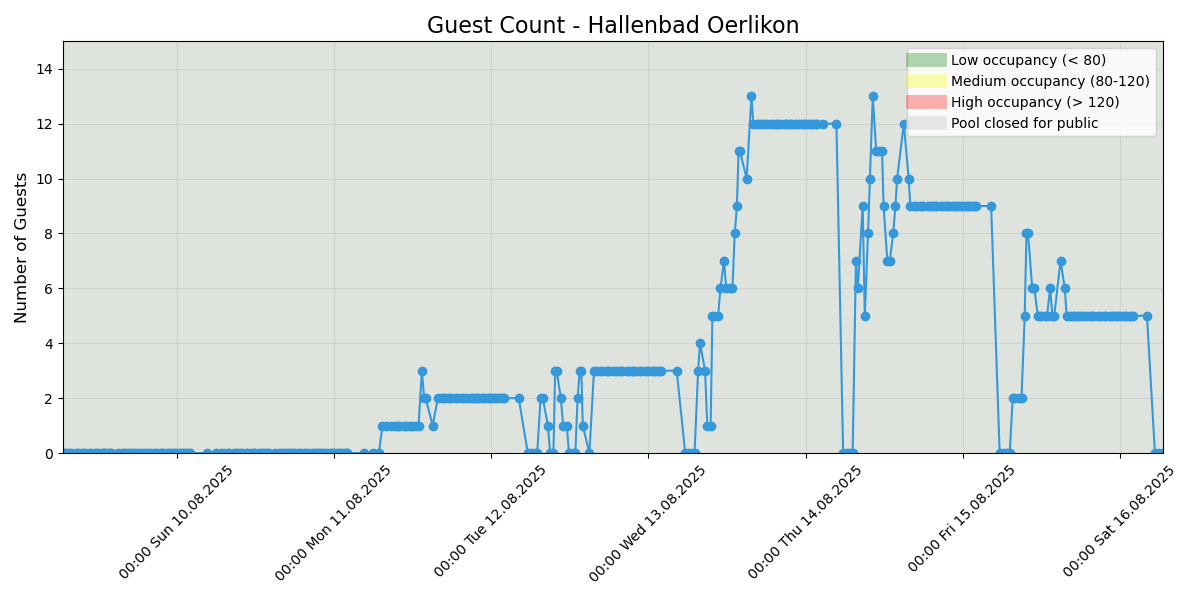 Guest Count - Hallenbad Oerlikon
Low occupancy (< 80)
Medium occupancy (80-120)
High occupancy (> 120)
Pool closed for public
Number of Guests
14
12
10
8
6
4
2
0
00:00 Sun 10.08.2025
00:00 Mon 11.08.2025
00:00 Tue 12.08.2025
00:00 Wed 13.08.2025
00:00 Thu 14.08.2025
00:00 Fri 15.08.2025
00:00 Sat 16.08.2025